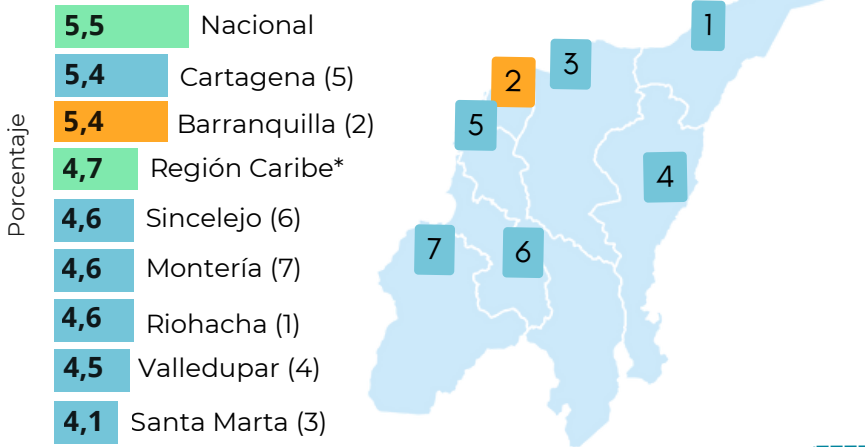 Porcentaje
5,5 Nacional
5,4 Cartagena (5)
5,4 Barranquilla (2)
4,7 Región Caribe*
4,6 Sincelejo (6)
4,6 Montería (7)
4,6 Riohacha (1)
4,5 Valledupar (4)
4,1 Santa Marta (3)
1
3
2
5
4
7
6